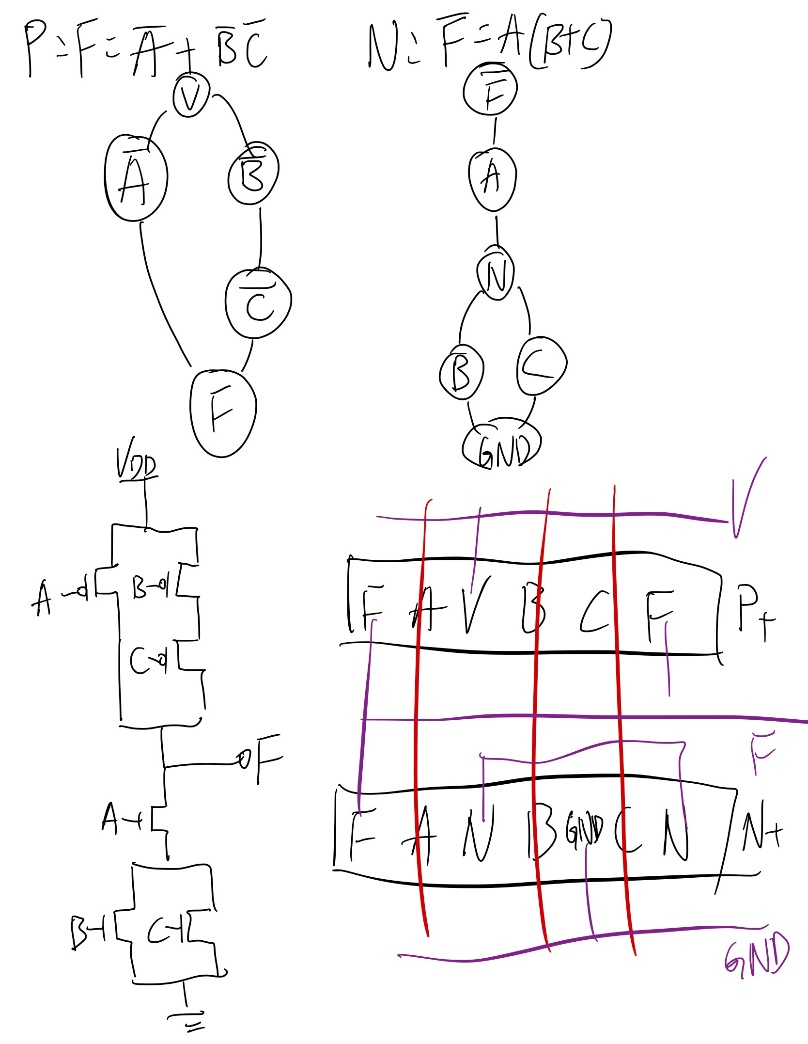 P: F = A̅ + B̅ C̅
N: F̅ = A(B+C)
V
F̅
A̅
B̅
A
N
C̅
B
C
F
GND
VDD
V
A
B
F A V B C F P+
C
F
F
A
F A N B GND C N N+
B C
GND